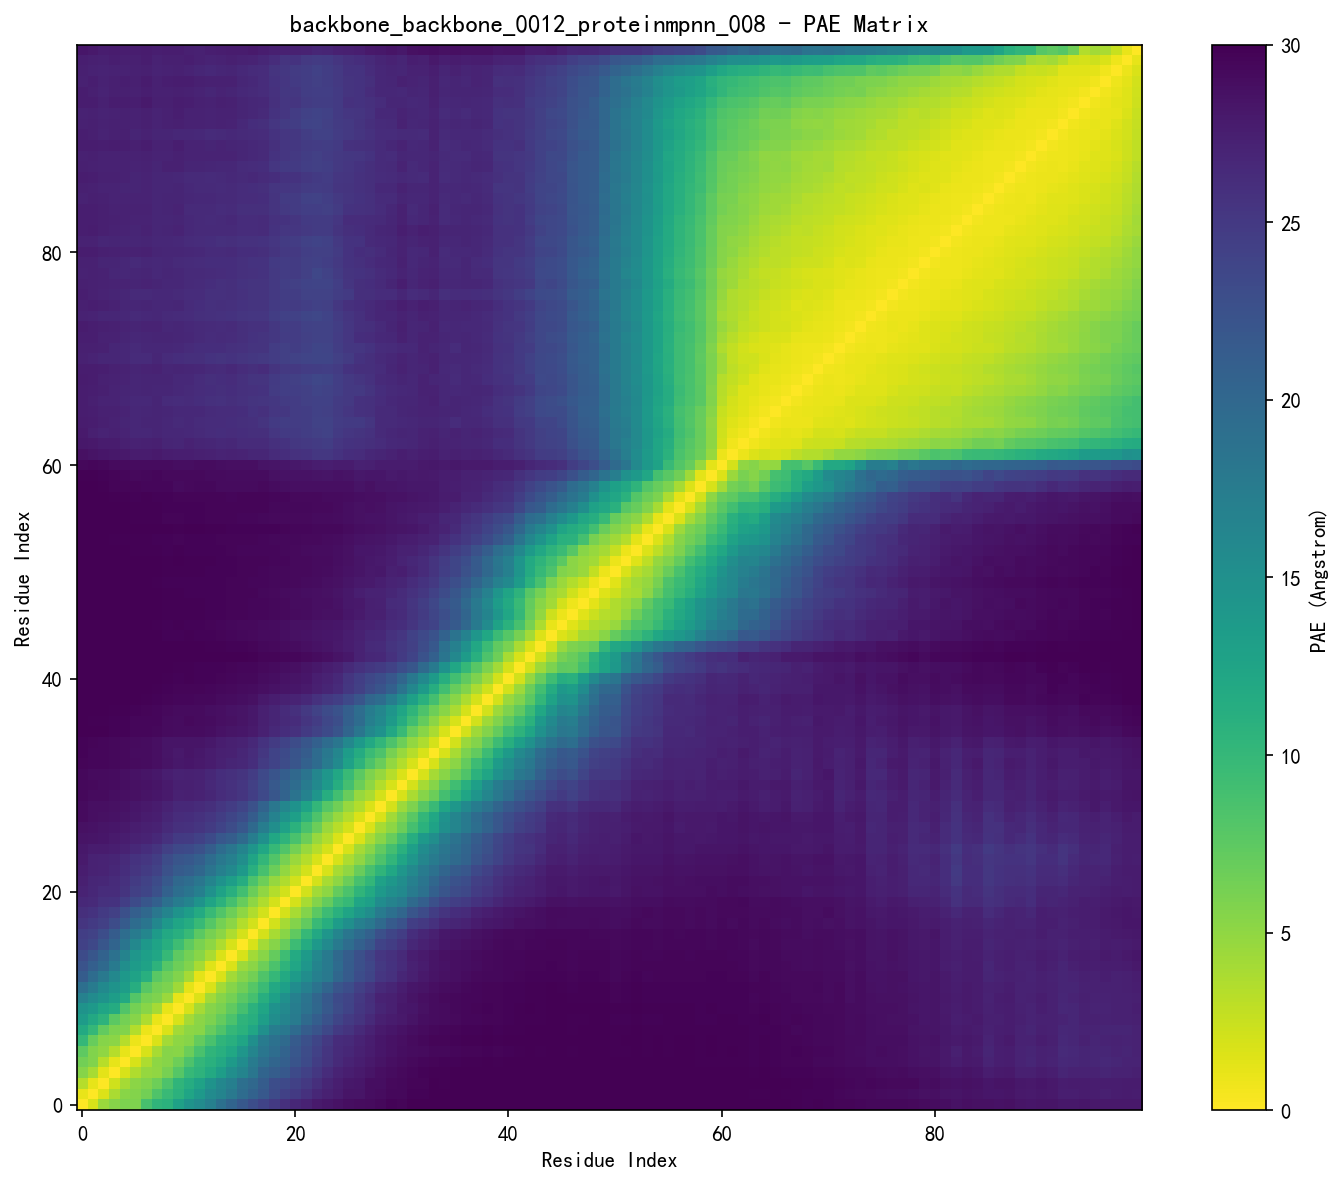 backbone_backbone_0012_proteinmpnn_008 - PAE Matrix
80
60
40
20
0
0 20 40 60 80
Residue Index
Residue Index
30
25
20
15
10
5
0
PAE (Angstrom)